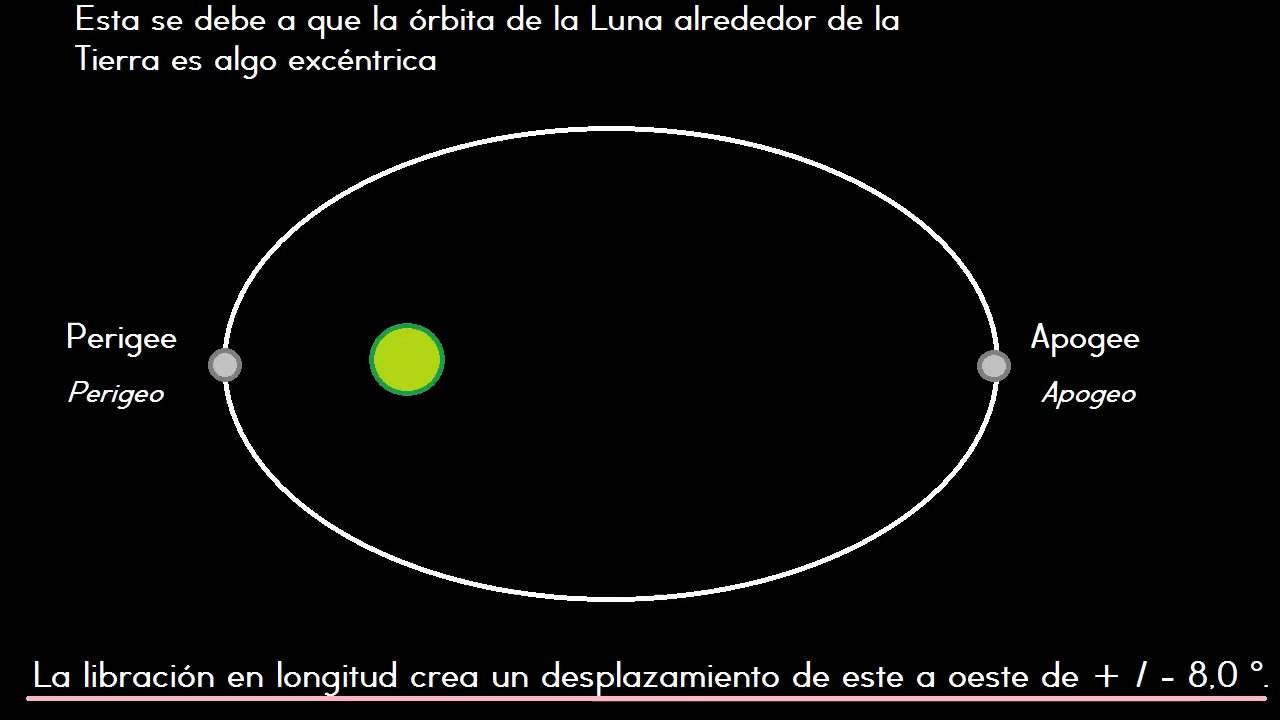 Esta se debe a que la órbita de la Luna alrededor de la
Tierra es algo excéntrica
Perigee
Apogee
Perigeo
Apogeo
La libración en longitud crea un desplazamiento de este a oeste de + / - 8,0 °.